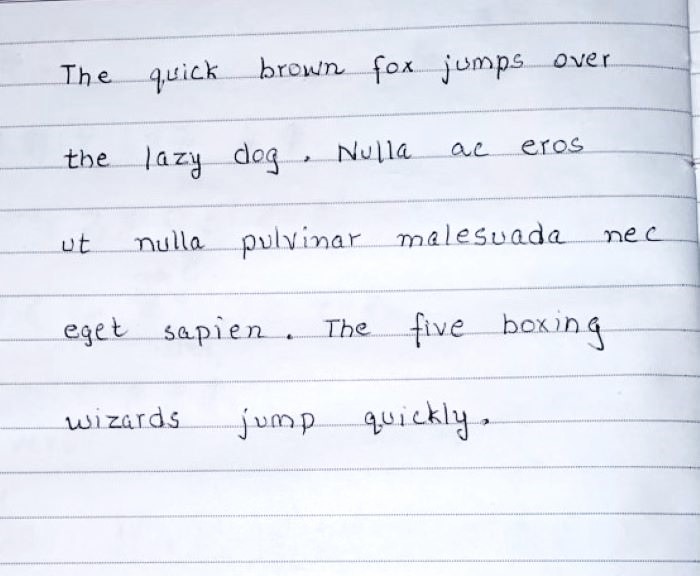 The quick brown fox jumps over
the lazy dog. Nulla ac eros
ut nulla pulvinar malesuada nec
eget sapien. The five boxing
wizards jump quickly.